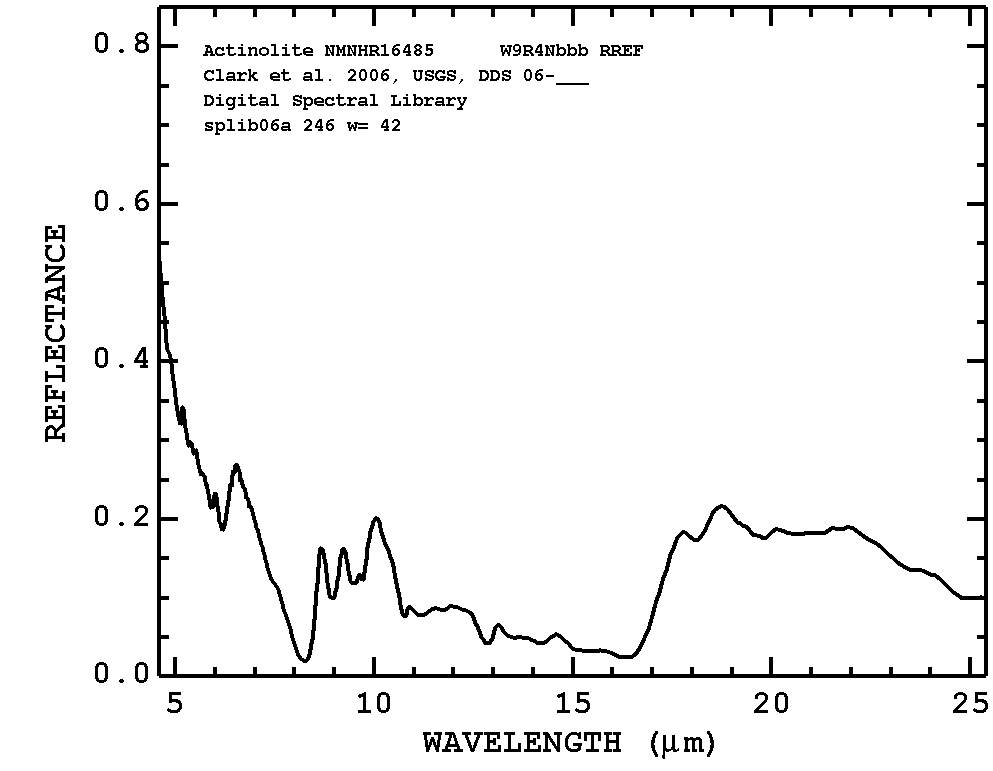 Actinolite NMNHR16485 W9R4Nbbb RREF
Clark et al. 2006, USGS, DDS 06-___
Digital Spectral Library
splib06a 246 w= 42
0.8
0.6
0.4
0.2
0.0
REFLECTANCE
5 10 15 20 25
WAVELENGTH (μm)